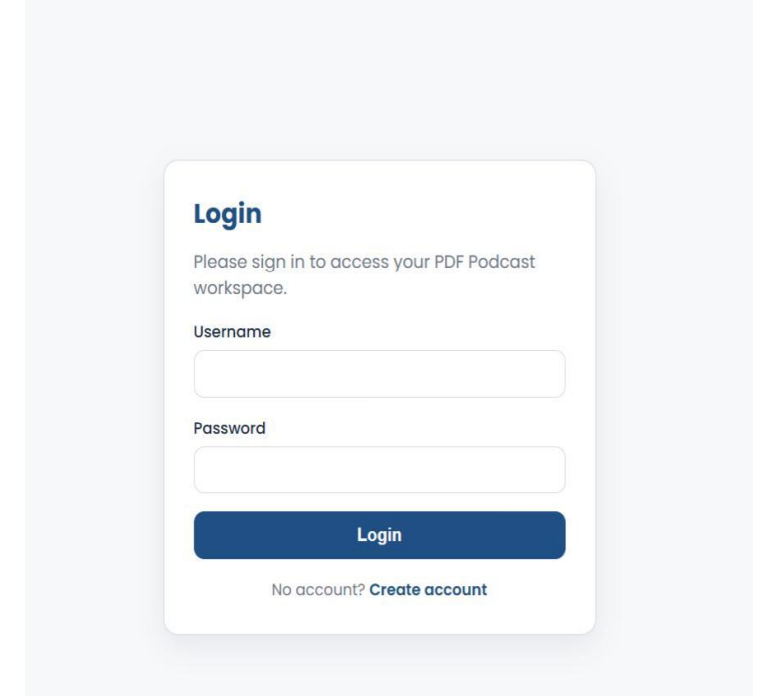 Login
Please sign in to access your PDF Podcast
workspace.
Username
Password
Login
No account? Create account